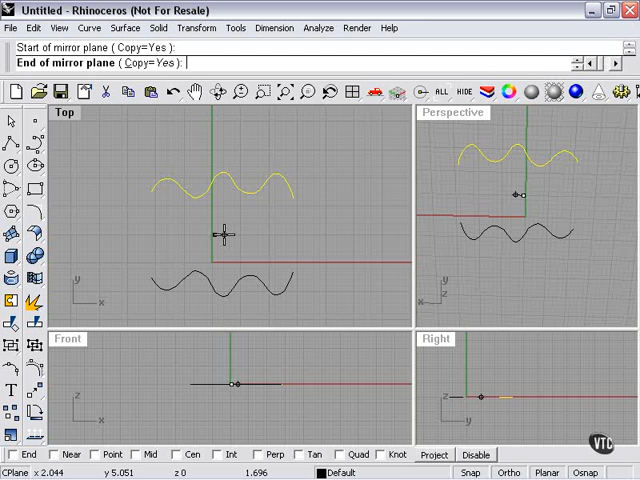 Untitled - Rhinoceros (Not For Resale)
File Edit View Curve Surface Solid Transform Tools Dimension Analyze Render Help
Start of mirror plane ( Copy=Yes ):
End of mirror plane ( Copy=Yes ):
ALL HIDE
Top
Perspective
y
x
y
z
x
T
Front
Right
z
x
z
y
VTC
End Near Point Mid Cen Int Perp Tan Quad Knot Project Disable
CPlane x 2.044 y 5.051 z 0 1.696 Default Snap Ortho Planar Osnap